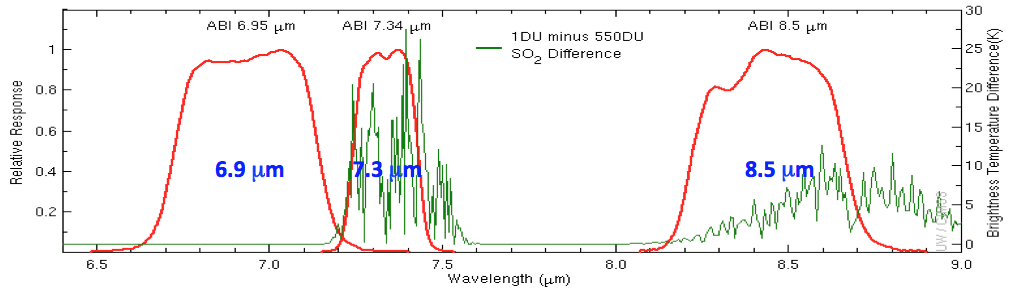 ABI 6.95 μm
ABI 7.34 μm
ABI 8.5 μm
1DU minus 550DU
SO2 Difference
Relative Response
1
0.8
0.6
0.4
0.2
30
25
20
15
10
5
0
Brightness Temperature Difference(K)
6.9 μm
7.3 μm
8.5 μm
6.5
7.0
7.5
8.0
8.5
9.0
Wavelength (μm)